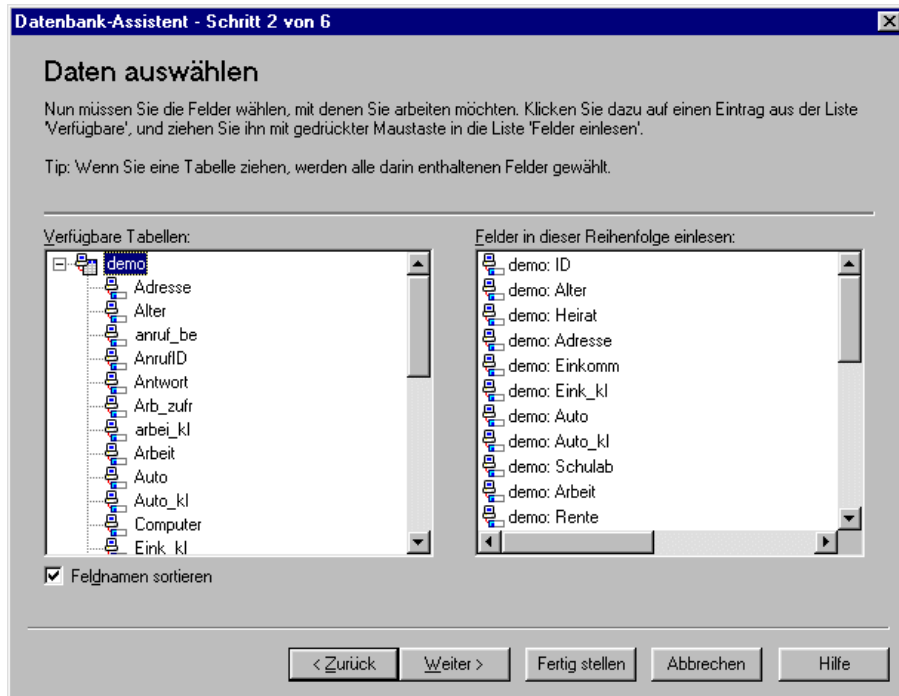 Datenbank-Assistent - Schritt 2 von 6
Daten auswählen
Nun müssen Sie die Felder wählen, mit denen Sie arbeiten möchten. Klicken Sie dazu auf einen Eintrag aus der Liste
'Verfügbare', und ziehen Sie ihn mit gedrückter Maustaste in die Liste 'Felder einlesen'.
Tip: Wenn Sie eine Tabelle ziehen, werden alle darin enthaltenen Felder gewählt.
Verfügbare Tabellen:
demo
Adresse
Alter
anruf_be
AnrufID
Antwort
Arb_zufr
arbei_kl
Arbeit
Auto
Auto_kl
Computer
Eink_kl
Felder in dieser Reihenfolge einlesen:
demo: ID
demo: Alter
demo: Heirat
demo: Adresse
demo: Einkomm
demo: Eink_kl
demo: Auto
demo: Auto_kl
demo: Schulab
demo: Arbeit
demo: Rente
Feldnamen sortieren
< Zurück
Weiter >
Fertig stellen
Abbrechen
Hilfe